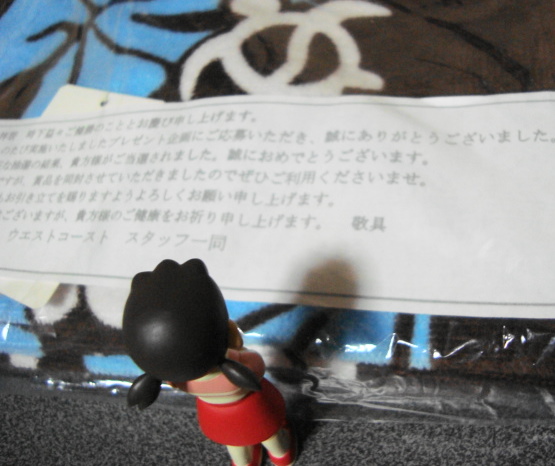 時下益々ご健勝のこととお慶び申し上げます。
のたび実施いたしましたプレゼント企画にご応募いただき、誠にありがとうございました。
な抽選の結果、貴方様がご当選されました。誠におめでとうございます。
ですが、賞品を同封させていただきましたのでぜひご利用くださいませ。
もお引き立てを賜りますようよろしくお願い申し上げます。
ございますが、貴方様のご健康をお祈り申し上げます。 敬具
ウエストコースト スタッフ一同